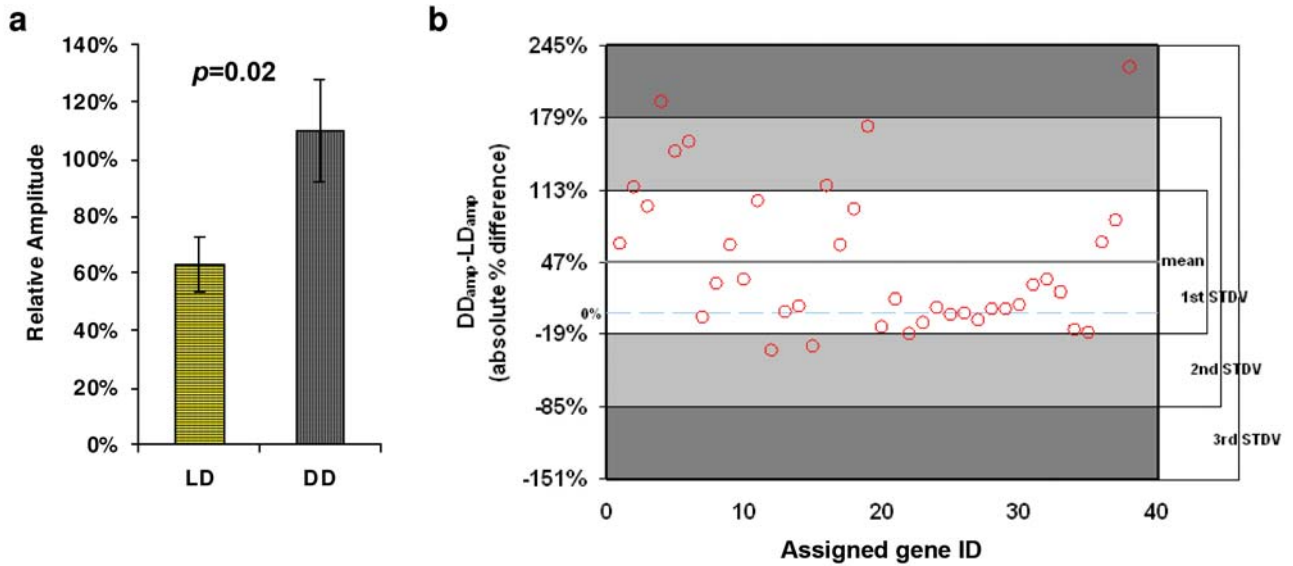 a
140%
120%
100%
80%
60%
40%
20%
0%
Relative Amplitude
p=0.02
LD
DD
b
245%
179%
113%
47%
0%
-19%
-85%
-151%
DDamp-LDamp
(absolute % difference)
mean
1st STDV
2nd STDV
3rd STDV
0
10
20
30
40
Assigned gene ID